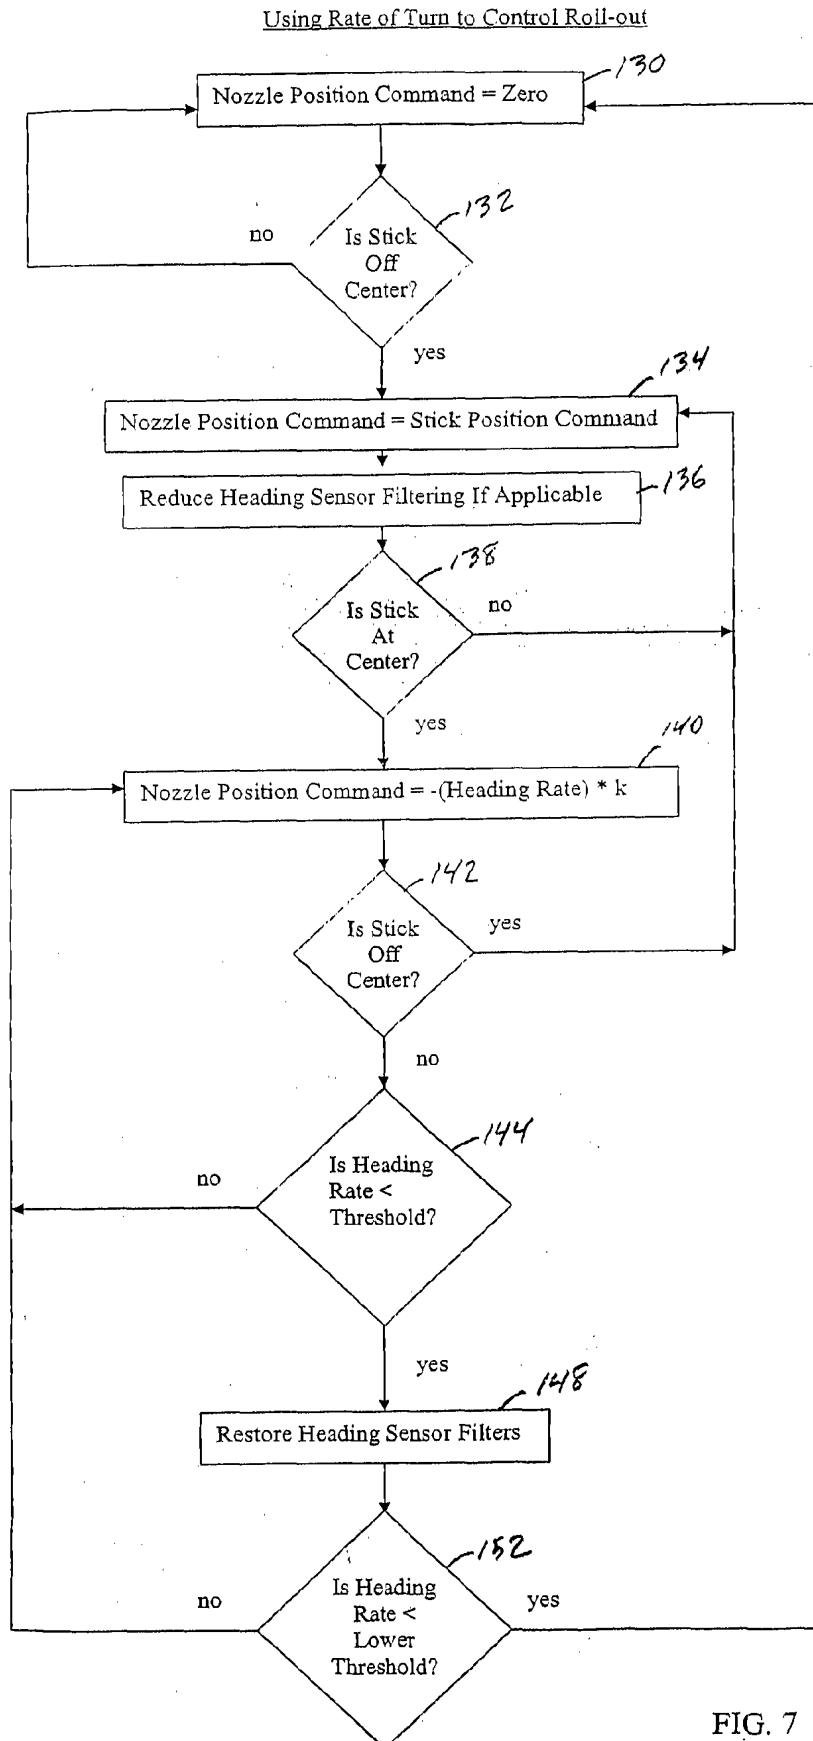 Using Rate of Turn to Control Roll-out
130
Nozzle Position Command = Zero
132
no
Is Stick
Off
Center?
yes
134
Nozzle Position Command = Stick Position Command
136
Reduce Heading Sensor Filtering If Applicable
138
Is Stick
At
Center?
no
yes
140
Nozzle Position Command = -(Heading Rate) * k
142
Is Stick
Off
Center?
yes
no
144
Is Heading
Rate <
Threshold?
no
yes
148
Restore Heading Sensor Filters
152
Is Heading
Rate <
Lower
Threshold?
no
yes
FIG. 7